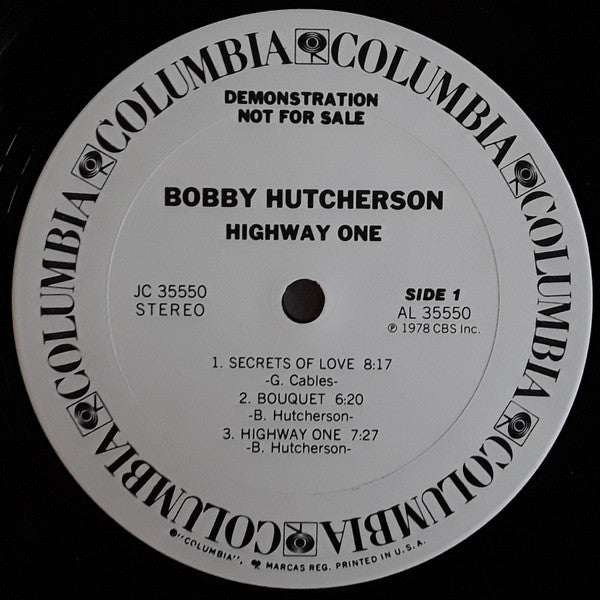 COLUMBIA COLUMBIA COLUMBIA COLUMBIA COLUMBIA COLUMBIA COLUMBIA COLUMBIA
DEMONSTRATION
NOT FOR SALE
BOBBY HUTCHERSON
HIGHWAY ONE
JC 35550
STEREO
SIDE 1
AL 35550
℗ 1978 CBS Inc.
1. SECRETS OF LOVE 8:17
-G. Cables-
2. BOUQUET 6:20
-B. Hutcherson-
3. HIGHWAY ONE 7:27
-B. Hutcherson-
"COLUMBIA", MARCAS REG. PRINTED IN U.S.A.